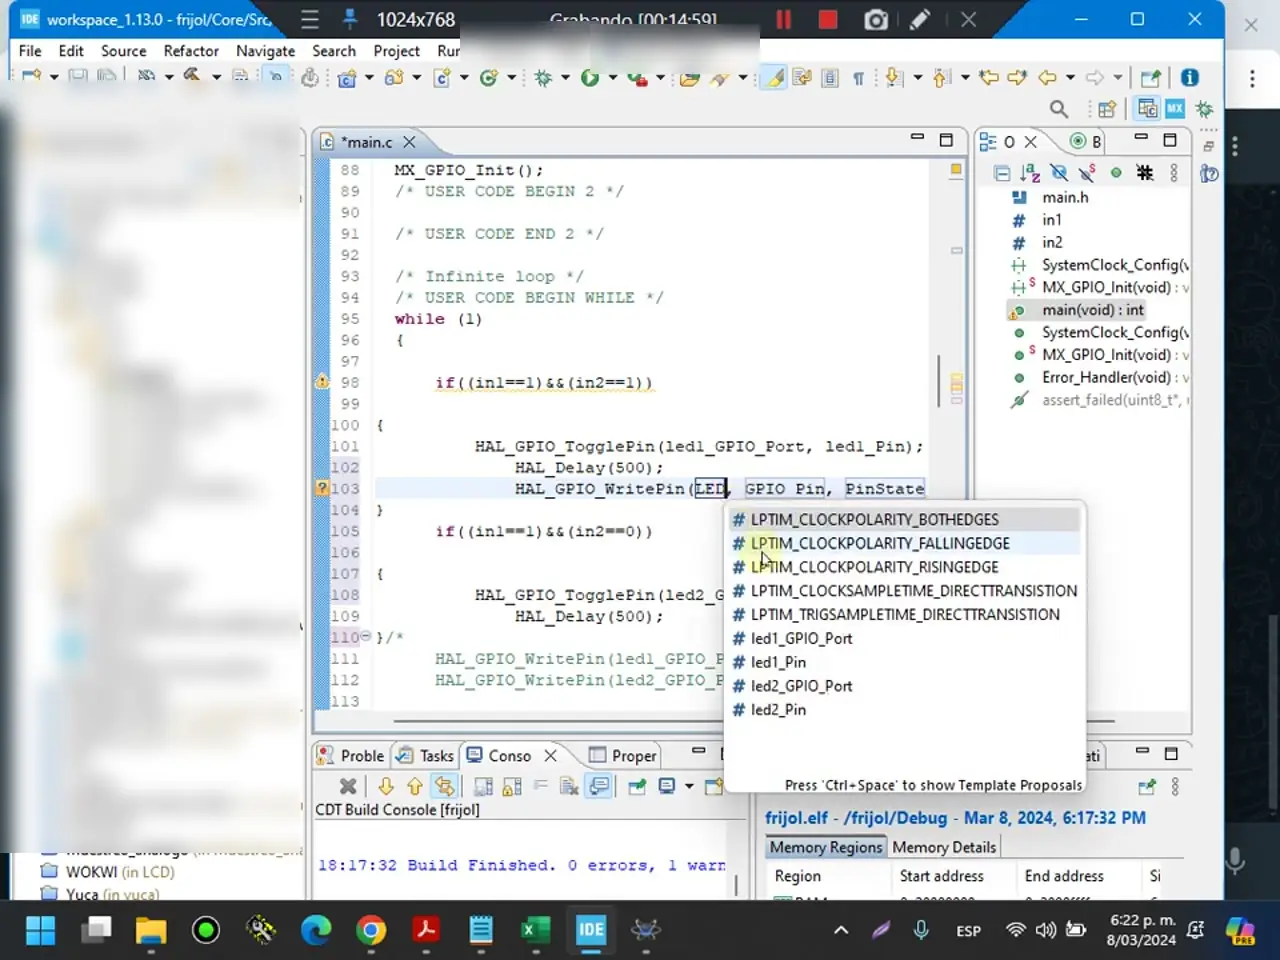 IDE workspace_1.13.0 - frijol/Core/Src/
1024x768
Grabando [00:14:59]
File Edit Source Refactor Navigate Search Project Run
MX
*main.c
88 MX_GPIO_Init();
89 /* USER CODE BEGIN 2 */
90
91 /* USER CODE END 2 */
92
93 /* Infinite loop */
94 /* USER CODE BEGIN WHILE */
95 while (1)
96 {
97
98 if((in1==1)&&(in2==1))
99
100 {
101 HAL_GPIO_TogglePin(led1_GPIO_Port, led1_Pin);
102 HAL_Delay(500);
103 HAL_GPIO_WritePin(LED, GPIO_Pin, PinState
104 }
105 if((in1==1)&&(in2==0))
106
107 {
108 HAL_GPIO_TogglePin(led2_G
109 HAL_Delay(500);
110 }/*
111 HAL_GPIO_WritePin(led1_GPIO_P
112 HAL_GPIO_WritePin(led2_GPIO_P
113
LPTIM_CLOCKPOLARITY_BOTHEDGES
LPTIM_CLOCKPOLARITY_FALLINGEDGE
LPTIM_CLOCKPOLARITY_RISINGEDGE
LPTIM_CLOCKSAMPLETIME_DIRECTTRANSISTION
LPTIM_TRIGSAMPLETIME_DIRECTTRANSISTION
led1_GPIO_Port
led1_Pin
led2_GPIO_Port
led2_Pin
Press 'Ctrl+Space' to show Template Proposals
O B
main.h
in1
in2
SystemClock_Config(v
MX_GPIO_Init(void) : v
main(void) : int
SystemClock_Config(v
MX_GPIO_Init(void) : v
Error_Handler(void) :
assert_failed(uint8_t*, u
Proble Tasks Conso Proper
CDT Build Console [frijol]
18:17:32 Build Finished. 0 errors, 1 warn
frijol.elf - /frijol/Debug - Mar 8, 2024, 6:17:32 PM
Memory Regions Memory Details
Region Start address End address Si
WOKWI (in LCD)
Yuca (in yuca)
IDE
ESP
6:22 p. m.
8/03/2024
PRE